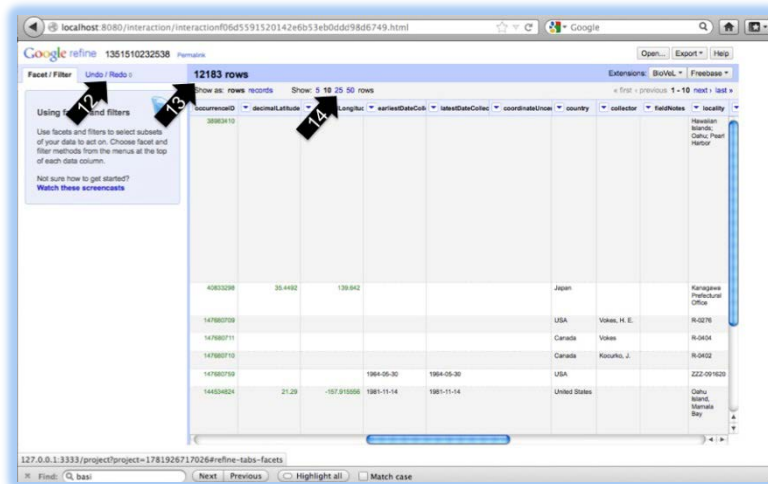 localhost:8080/interaction/interactionf06d5591520142e6b53eb0ddd98d6749.html
Google
Google refine 1351510232538 Permalink
Open... Export Help
Facet / Filter Undo / Redo 0
12183 rows
Extensions: BioVeL Freebase
Show as: rows records Show: 5 10 25 50 rows
« first ‹ previous 1 - 10 next › last »
12
13
14
Using facets and filters
Use facets and filters to select subsets
of your data to act on. Choose facet and
filter methods from the menus at the top
of each data column.
Not sure how to get started?
Watch these screencasts
occurrenceID decimalLatitude Longitud earliestDateColl latestDateCollec coordinateUncer country collector fieldNotes locality
38983410 Hawaiian
Islands;
Oahu; Pearl
Harbor
40833298 35.4492 139.642 Japan Kanagawa
Prefectural
Office
147680709 USA Vokes, H. E. R-0276
147680711 Canada Vokes R-0404
147680710 Canada Kocurko, J. R-0402
147680759 1964-05-30 1964-05-30 USA ZZZ-091620
144534824 21.29 -157.915556 1981-11-14 1981-11-14 United States Oahu
Island,
Mamala
Bay
127.0.0.1:3333/project?project=1781926717026#refine-tabs-facets
Find: basi Next Previous Highlight all Match case